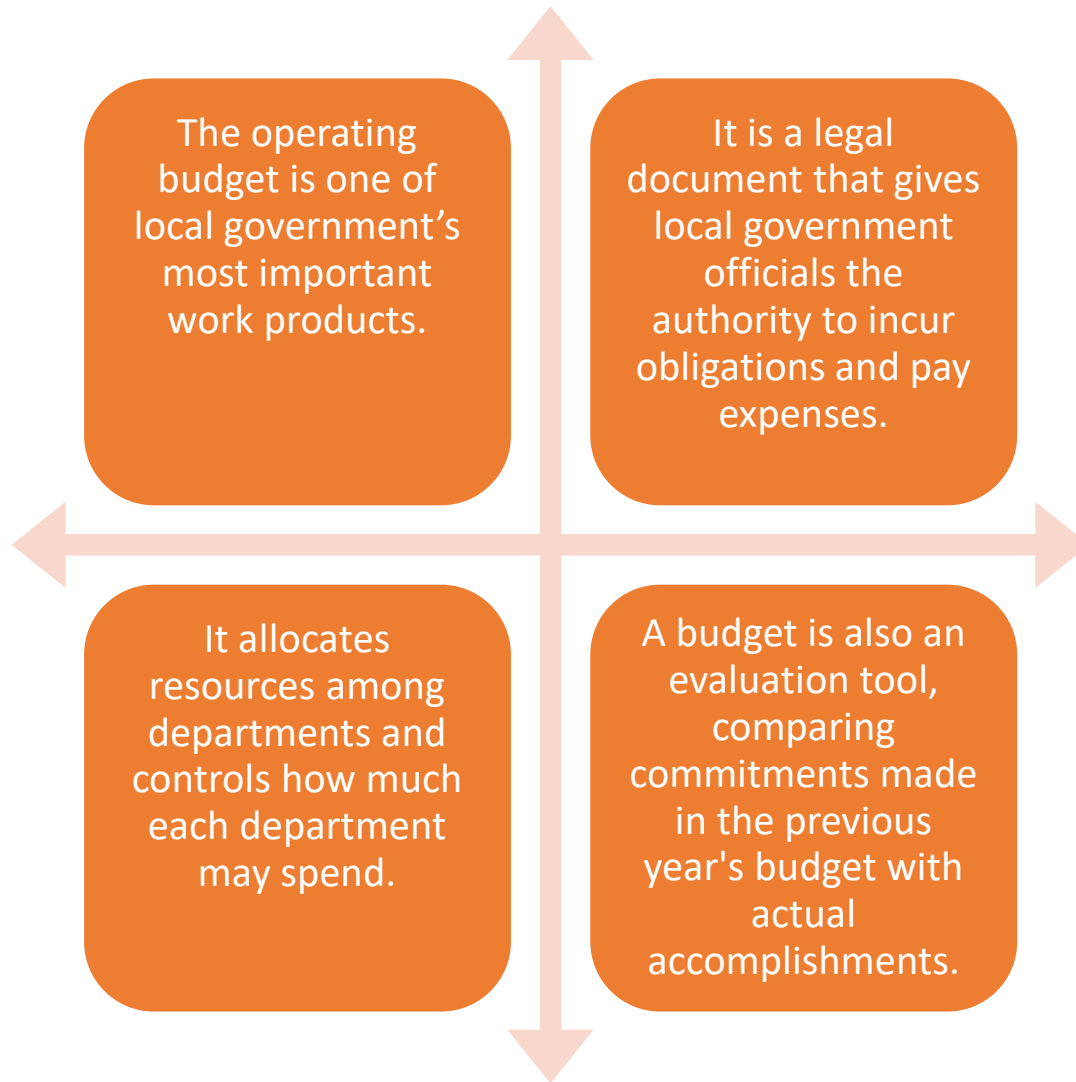 The operating
budget is one of
local government’s
most important
work products.
It is a legal
document that gives
local government
officials the
authority to incur
obligations and pay
expenses.
It allocates
resources among
departments and
controls how much
each department
may spend.
A budget is also an
evaluation tool,
comparing
commitments made
in the previous
year's budget with
actual
accomplishments.